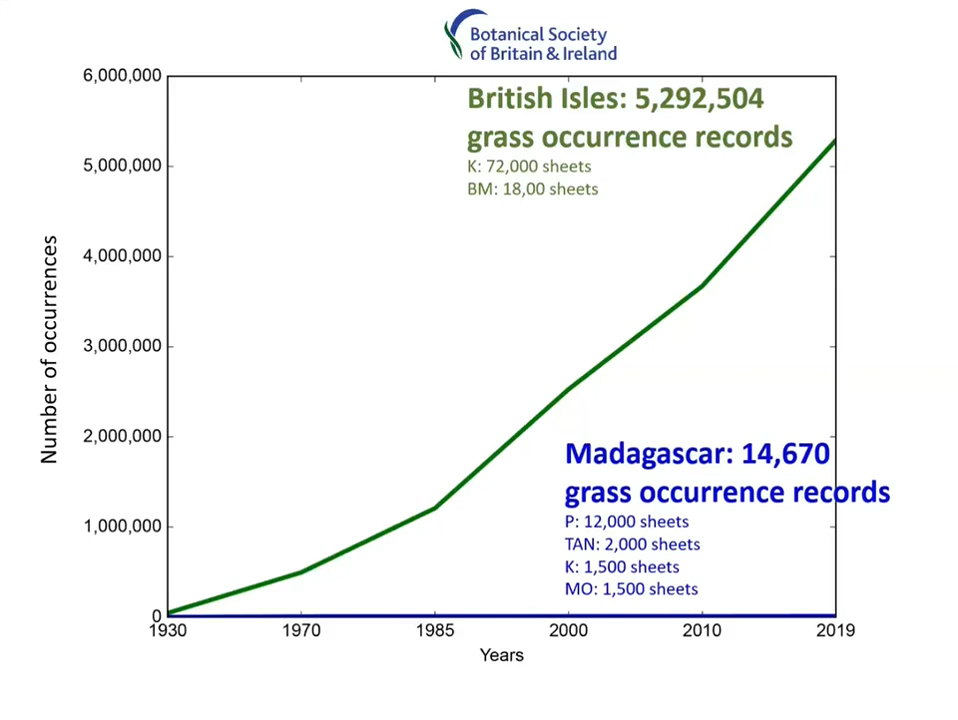 Botanical Society
of Britain & Ireland
6,000,000
5,000,000
4,000,000
3,000,000
2,000,000
1,000,000
0
Number of occurrences
British Isles: 5,292,504
grass occurrence records
K: 72,000 sheets
BM: 18,00 sheets
Madagascar: 14,670
grass occurrence records
P: 12,000 sheets
TAN: 2,000 sheets
K: 1,500 sheets
MO: 1,500 sheets
1930 1970 1985 2000 2010 2019
Years